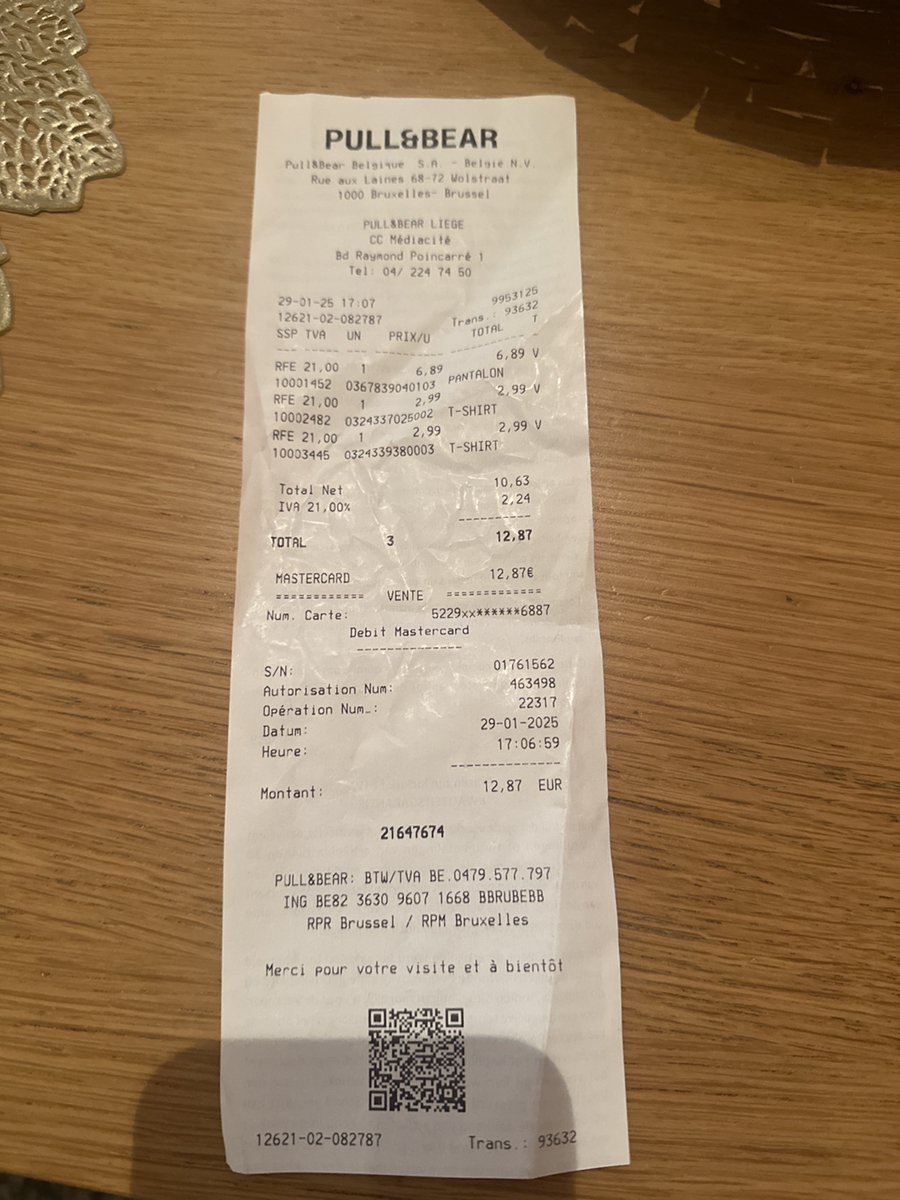 PULL&BEAR
Pull&Bear Belgique S.A. - België N.V.
Rue aux Laines 68-72 Wolstraat
1000 Bruxelles- Brussel
PULL&BEAR LIEGE
CC Médiacité
Bd Raymond Poincarré 1
Tel: 04/ 224 74 50
29-01-25 17:07 9953125
12621-02-082787 Trans.: 93632
SSP TVA UN PRIX/U TOTAL T
RFE 21,00 1 6,89 6,89 V
10001452 0367839040103 PANTALON
RFE 21,00 1 2,99 2,99 V
10002482 0324337025002 T-SHIRT
RFE 21,00 1 2,99 2,99 V
10003445 0324339380003 T-SHIRT
Total Net 10,63
IVA 21,00% 2,24
TOTAL 3 12,87
MASTERCARD 12,87€
============ VENTE ============
Num. Carte: 5229xx******6887
Debit Mastercard
S/N: 01761562
Autorisation Num: 463498
Opération Num.: 22317
Datum: 29-01-2025
Heure: 17:06:59
Montant: 12,87 EUR
21647674
PULL&BEAR: BTW/TVA BE.0479.577.797
ING BE82 3630 9607 1668 BBRUBEBB
RPR Brussel / RPM Bruxelles
Merci pour votre visite et à bientôt
12621-02-082787 Trans.: 93632